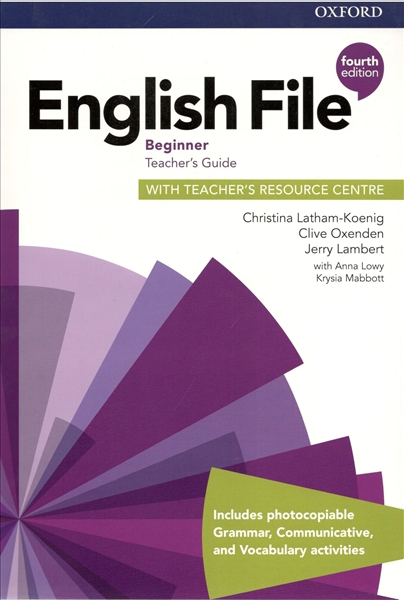 OXFORD
fourth
edition
English File
Beginner
Teacher's Guide
WITH TEACHER'S RESOURCE CENTRE
Christina Latham-Koenig
Clive Oxenden
Jerry Lambert
with Anna Lowy
Krysia Mabbott
Includes photocopiable
Grammar, Communicative,
and Vocabulary activities